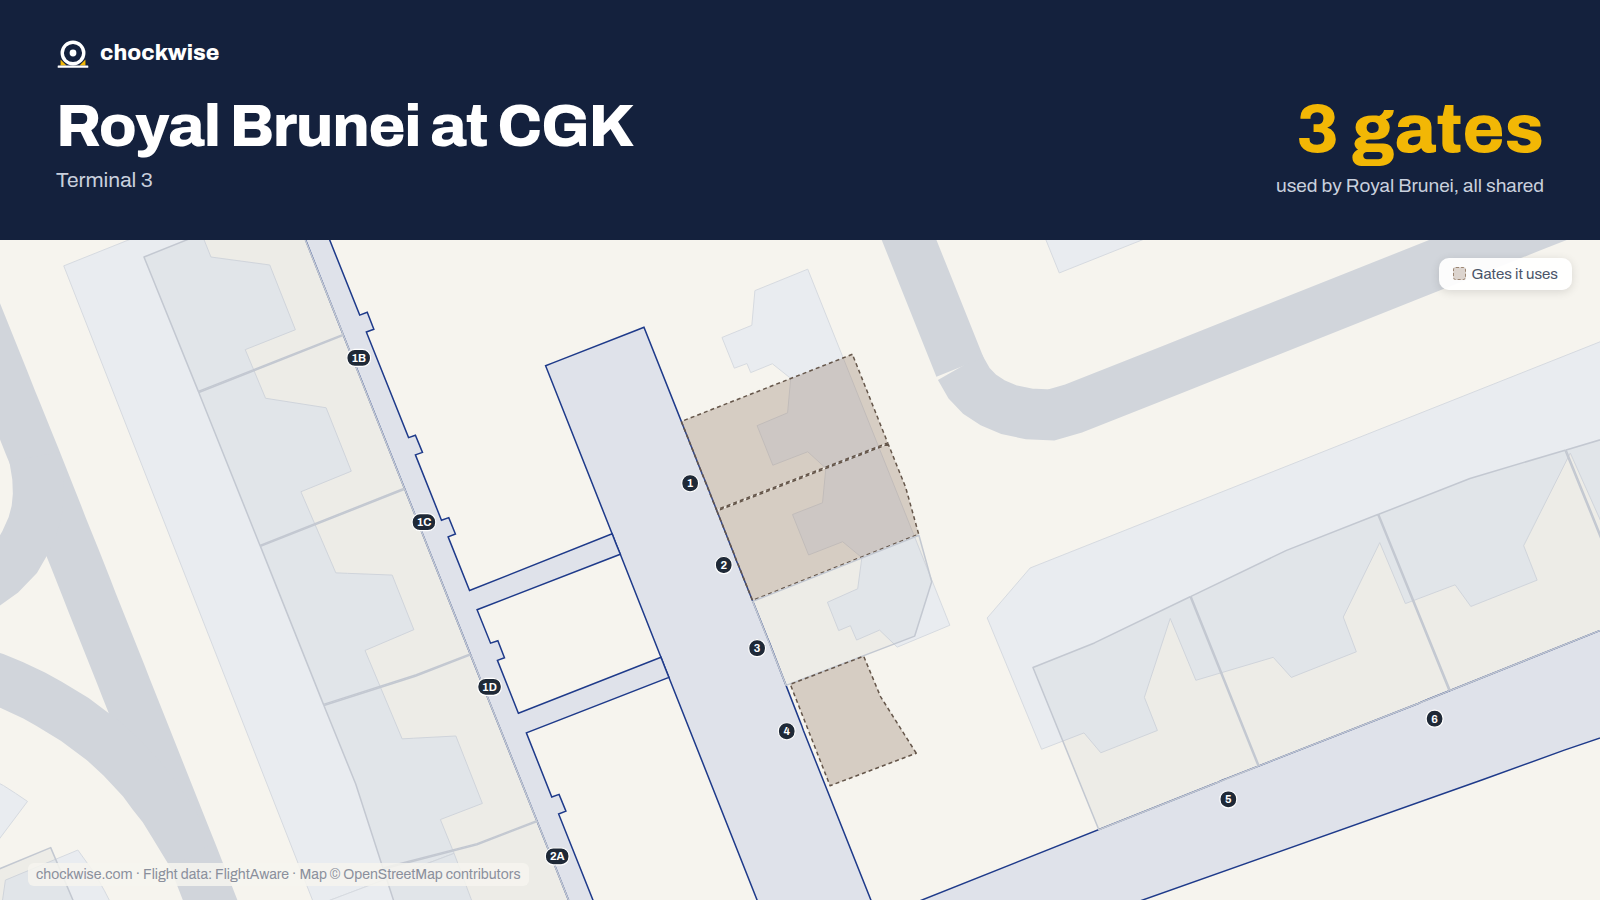 chockwise
Royal Brunei at CGK
Terminal 3
3 gates
used by Royal Brunei, all shared
Gates it uses
1B
1C
1D
2A
1
2
3
4
5
6
chockwise.com · Flight data: FlightAware · Map © OpenStreetMap contributors